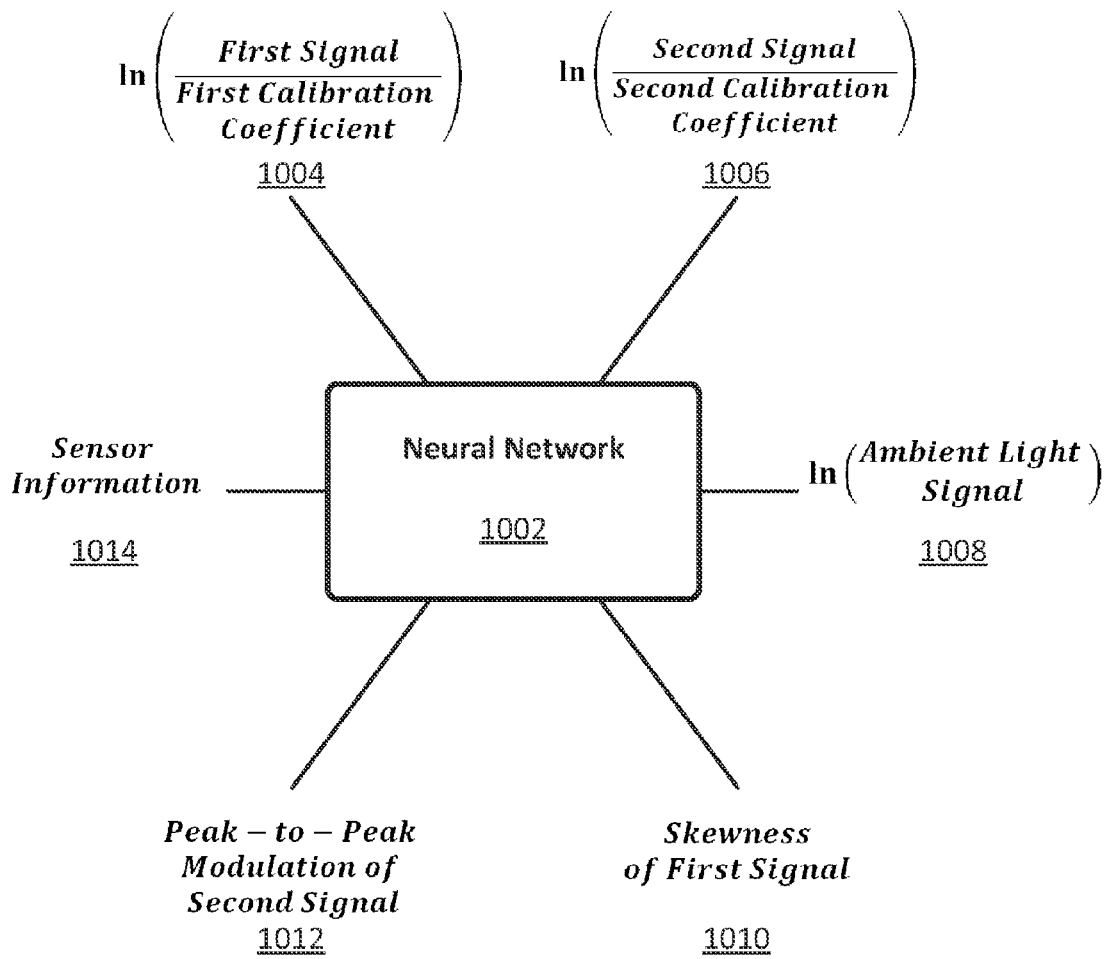 ln(First Signal / First Calibration
Coefficient)
1004
ln(Second Signal / Second Calibration
Coefficient)
1006
Sensor
Information
1014
Neural Network
1002
ln(Ambient Light
Signal)
1008
Peak – to – Peak
Modulation of
Second Signal
1012
Skewness
of First Signal
1010